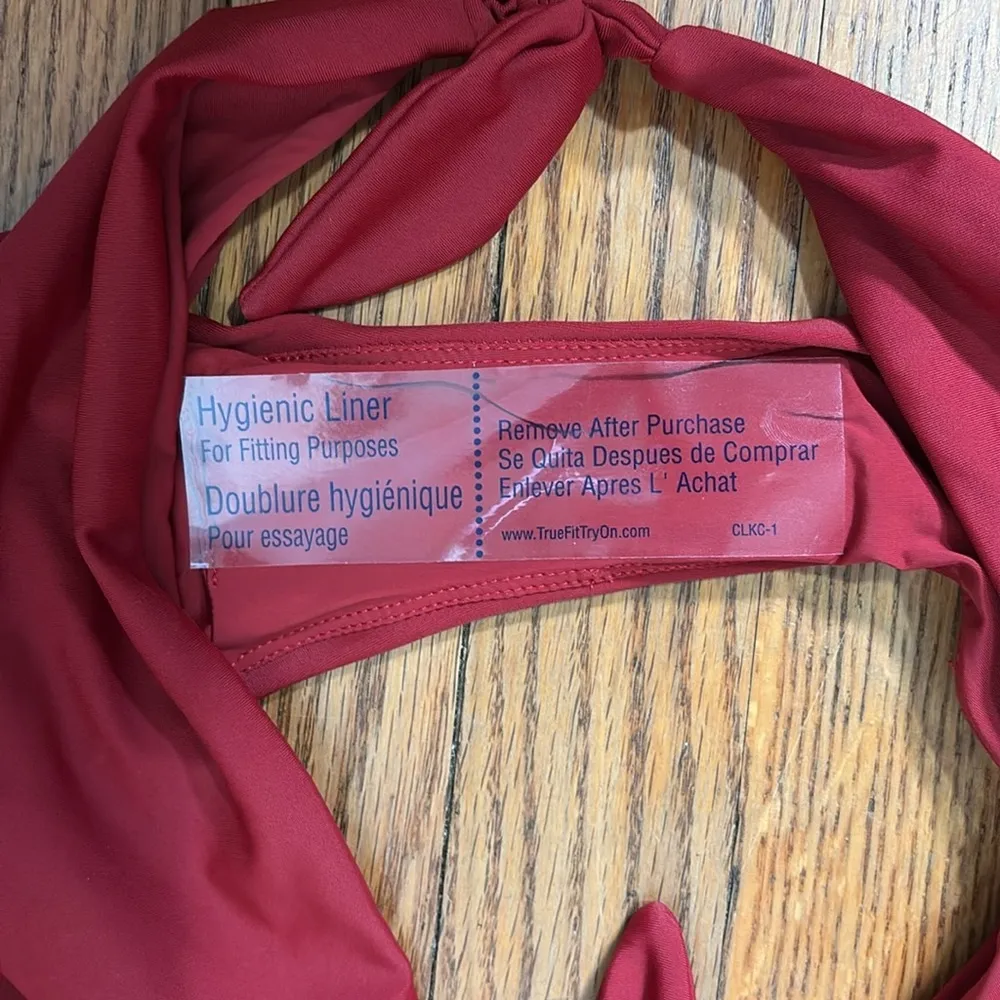 Hygienic Liner
For Fitting Purposes
Doublure hygiénique
Pour essayage
Remove After Purchase
Se Quita Despues de Comprar
Enlever Apres L' Achat
www.TrueFitTryOn.com
CLKC-1